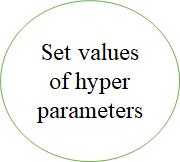 Set values
of hyper
parameters